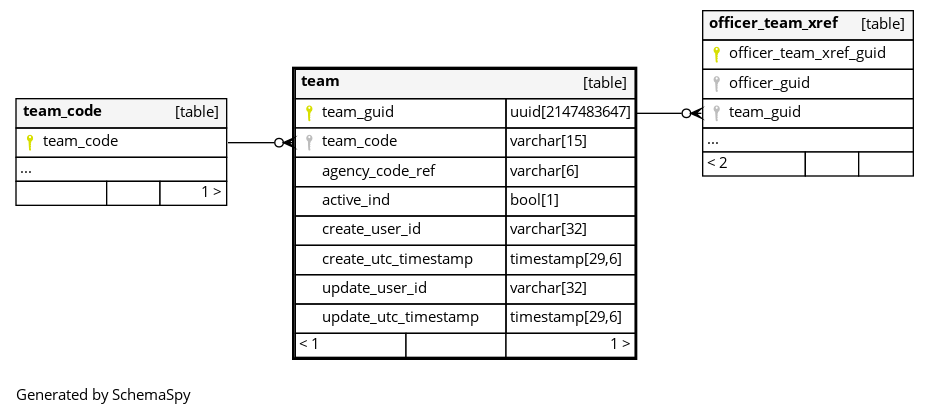 team_code [table]
team_code
...
1 >
team [table]
team_guid uuid[2147483647]
team_code varchar[15]
agency_code_ref varchar[6]
active_ind bool[1]
create_user_id varchar[32]
create_utc_timestamp timestamp[29,6]
update_user_id varchar[32]
update_utc_timestamp timestamp[29,6]
< 1 1 >
officer_team_xref [table]
officer_team_xref_guid
officer_guid
team_guid
...
< 2
Generated by SchemaSpy